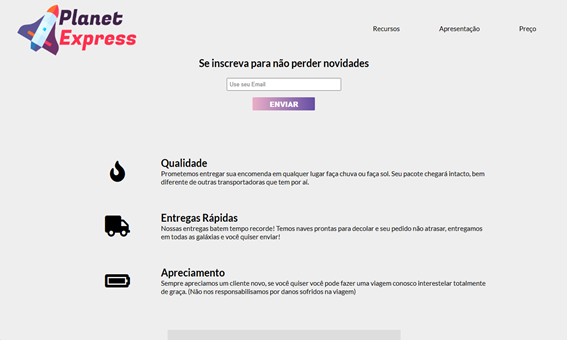 Planet
Express
Recursos
Apresentação
Preço
Se inscreva para não perder novidades
Use seu Email
ENVIAR
Qualidade
Prometemos entregar sua encomenda em qualquer lugar faça chuva ou faça sol. Seu pacote chegará intacto, bem
diferente de outras transportadoras que tem por aí.
Entregas Rápidas
Nossas entregas batem tempo recorde! Temos naves prontas para decolar e seu pedido não atrasar, entregamos
em todas as galáxias e você quiser enviar!
Apreciamento
Sempre apreciamos um cliente novo, se você quiser você pode fazer uma viagem conosco interestelar totalmente
de graça. (Não nos responsabilisamos por danos sofridos na viagem)